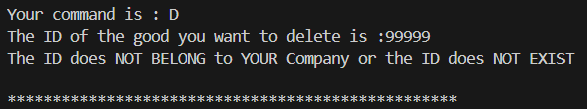 Your command is : D
The ID of the good you want to delete is :99999
The ID does NOT BELONG to YOUR Company or the ID does NOT EXIST
**************************************************